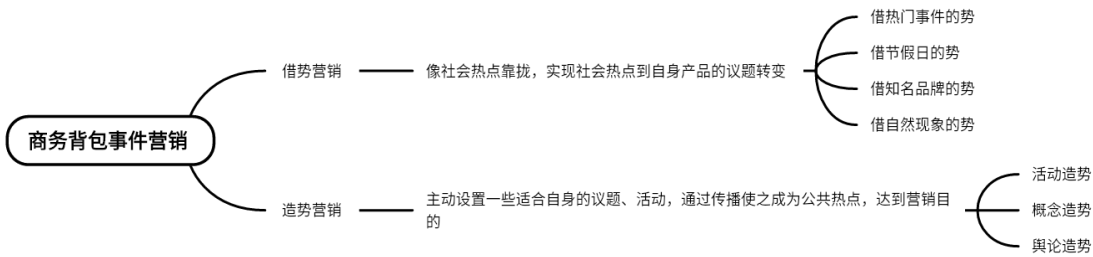 商务背包事件营销
借势营销
像社会热点靠拢，实现社会热点到自身产品的议题转变
借热门事件的势
借节假日的势
借知名品牌的势
借自然现象的势
造势营销
主动设置一些适合自身的议题、活动，通过传播使之成为公共热点，达到营销目
的
活动造势
概念造势
舆论造势